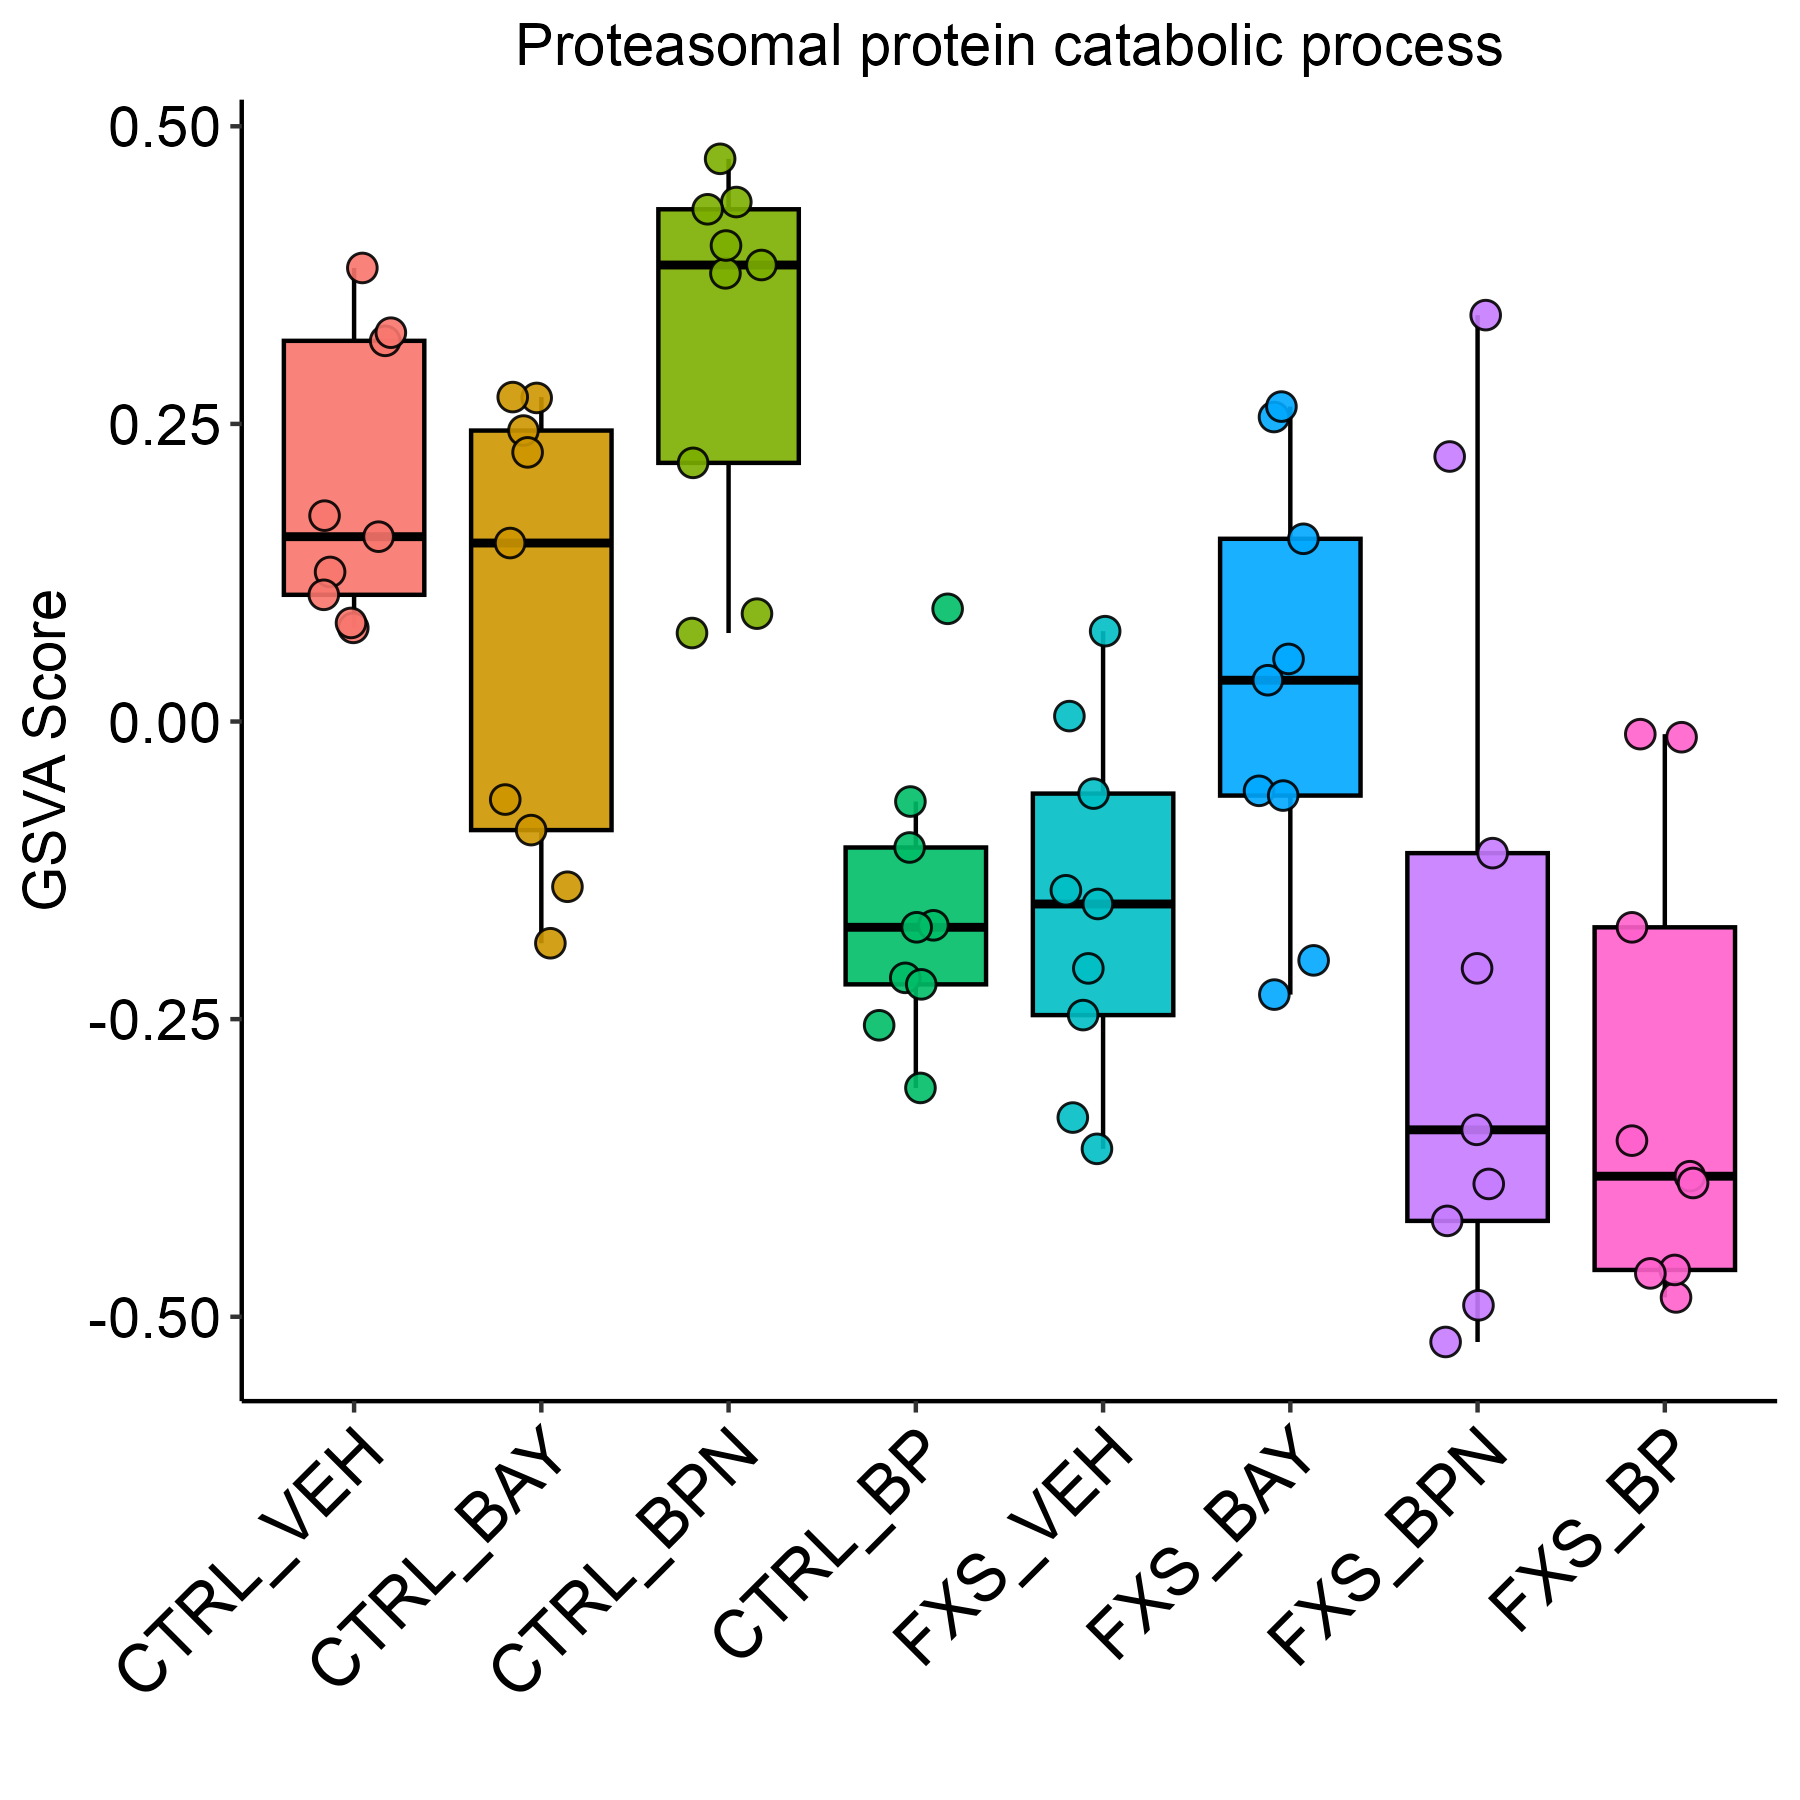 Proteasomal protein catabolic process
GSVA Score
0.50
0.25
0.00
-0.25
-0.50
CTRL_VEH
CTRL_BAY
CTRL_BPN
CTRL_BP
FXS_VEH
FXS_BAY
FXS_BPN
FXS_BP